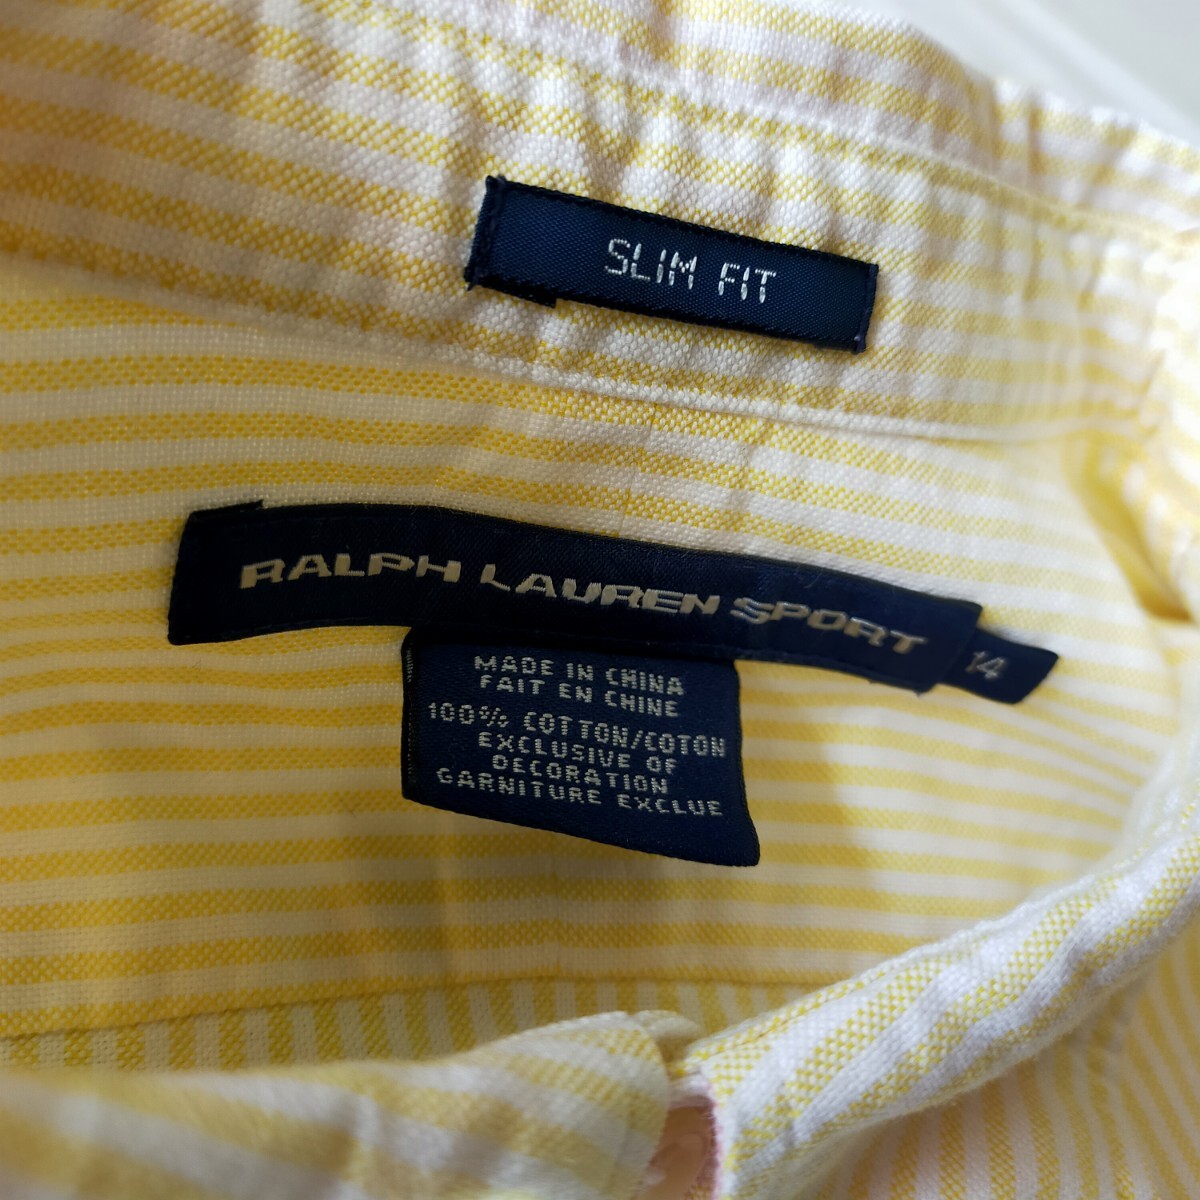 SLIM FIT
RALPH LAUREN SPORT
14
MADE IN CHINA
FAIT EN CHINE
100% COTTON/COTON
EXCLUSIVE OF
DECORATION
GARNITURE EXCLUE